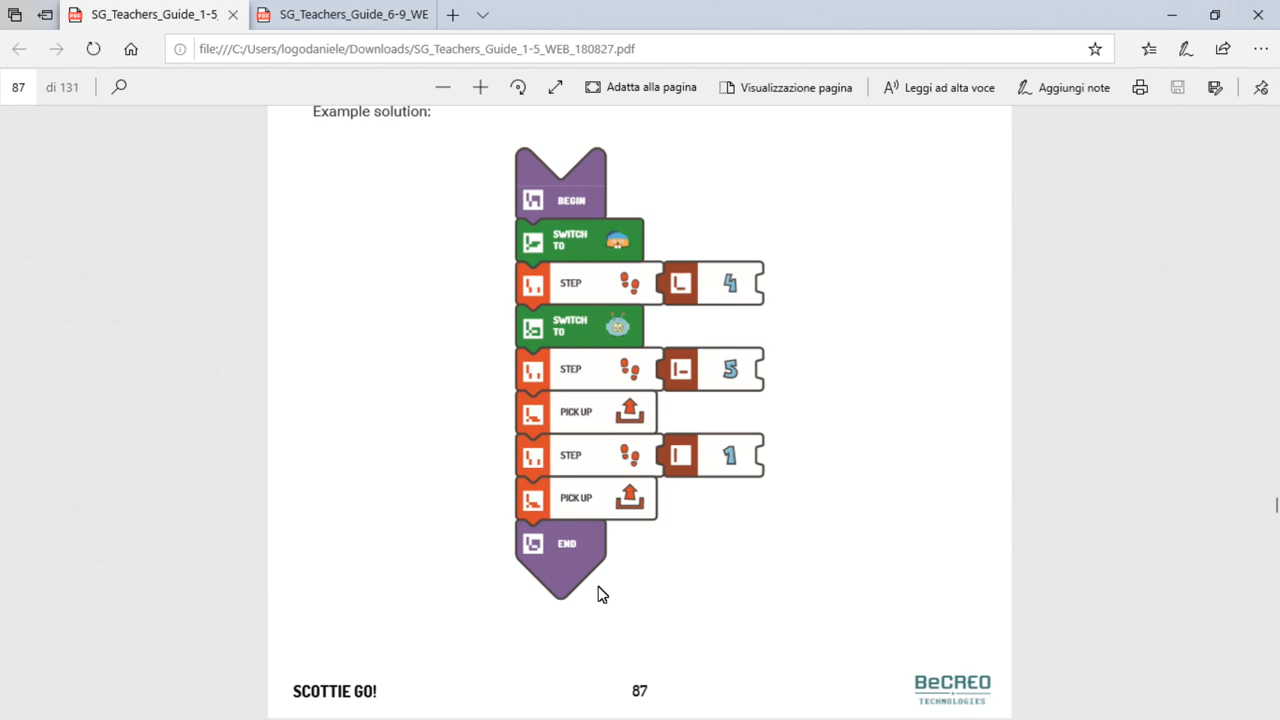 SG_Teachers_Guide_1-5_
SG_Teachers_Guide_6-9_WE
file:///C:/Users/logodaniele/Downloads/SG_Teachers_Guide_1-5_WEB_180827.pdf
87 di 131 Adatta alla pagina Visualizzazione pagina Leggi ad alta voce Aggiungi note
Example solution:
BEGIN
SWITCH
TO
STEP 4
SWITCH
TO
STEP 5
PICK UP
STEP 1
PICK UP
END
SCOTTIE GO! 87 BeCREO
TECHNOLOGIES